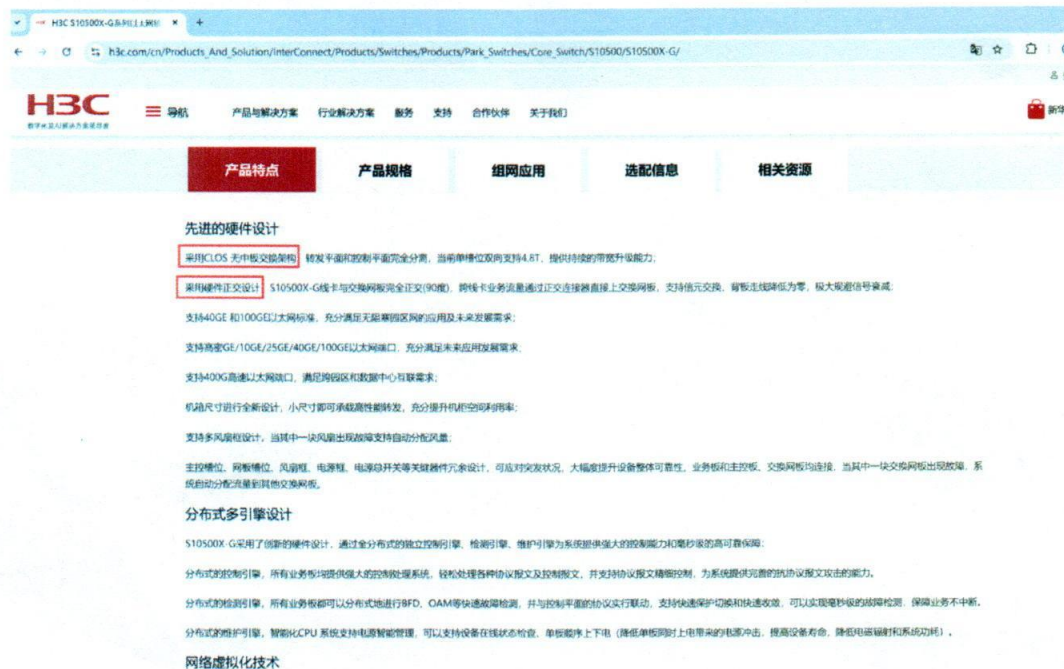 H3C S10500X-G系列以太网核
h3c.com/cn/Products_And_Solution/InterConnect/Products/Switches/Products/Park_Switches/Core_Switch/S10500/S10500X-G/
H3C
数字化及AI解决方案领导者
导航 产品与解决方案 行业解决方案 服务 支持 合作伙伴 关于我们
新华
产品特点 产品规格 组网应用 选配信息 相关资源
先进的硬件设计
采用CLOS 无中板交换架构，转发平面和控制平面完全分离，当前单槽位双向支持4.8T，提供持续的带宽升级能力；
采用硬件正交设计，S10500X-G线卡与交换网板完全正交(90度)，跨线卡业务流量通过正交连接器直接上交换网板，支持信元交换，背板走线降低为零，极大规避信号衰减；
支持40GE 和100GE以太网标准，充分满足无阻塞园区网的应用及未来发展需求；
支持高密GE/10GE/25GE/40GE/100GE以太网端口，充分满足未来应用发展需求；
支持400G高速以太网端口，满足跨园区和数据中心互联需求；
机箱尺寸进行全新设计，小尺寸即可承载高性能转发，充分提升机柜空间利用率；
支持多风扇框设计，当其中一块风扇出现故障支持自动分配风量；
主控槽位、网板槽位、风扇框、电源框、电源总开关等关键器件冗余设计，可应对突发状况，大幅度提升设备整体可靠性，业务板和主控板、交换网板均连接，当其中一块交换网板出现故障，系
统自动分配流量到其他交换网板。
分布式多引擎设计
S10500X-G采用了创新的硬件设计，通过全分布式的独立控制引擎、检测引擎、维护引擎为系统提供强大的控制能力和毫秒级的高可靠保障；
分布式的控制引擎，所有业务板均提供强大的控制处理系统，轻松处理各种协议报文及控制报文，并支持协议报文精细控制，为系统提供完善的抗协议报文攻击的能力。
分布式的检测引擎，所有业务板都可以分布式地进行BFD、OAM等快速故障检测，并与控制平面的协议实行联动，支持快速保护切换和快速收敛，可以实现毫秒级的故障检测，保障业务不中断。
分布式的维护引擎，智能化CPU 系统支持电源智能管理，可以支持设备在线状态检查，单板顺序上下电（降低单板同时上电带来的电源冲击，提高设备寿命，降低电磁辐射和系统功耗）。
网络虚拟化技术